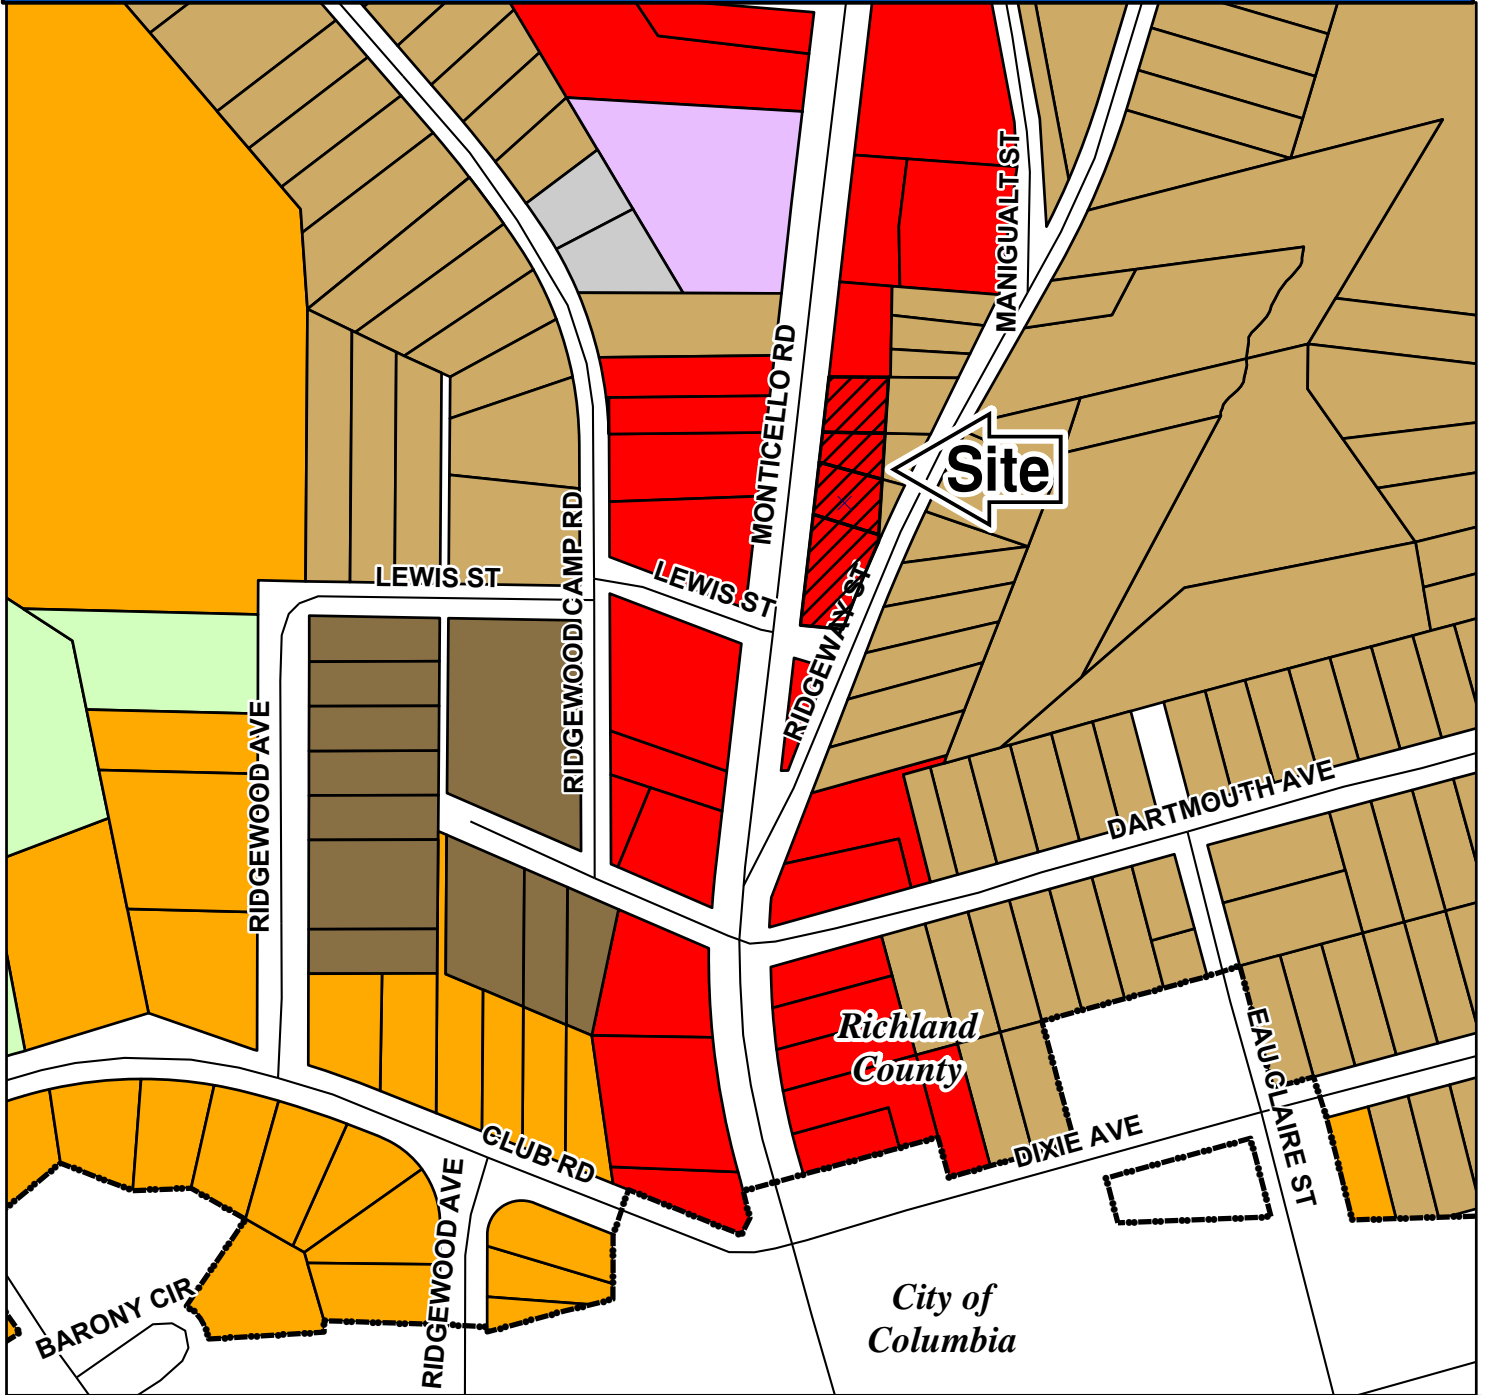 MANIGUALT ST
MONTICELLO RD
Site
LEWIS ST
LEWIS ST
RIDGEWOOD CAMP RD
RIDGEWAY ST
RIDGEWOOD AVE
DARTMOUTH AVE
Richland
County
EAU CLAIRE ST
DIXIE AVE
CLUB RD
RIDGEWOOD AVE
BARONY CIR
City of
Columbia